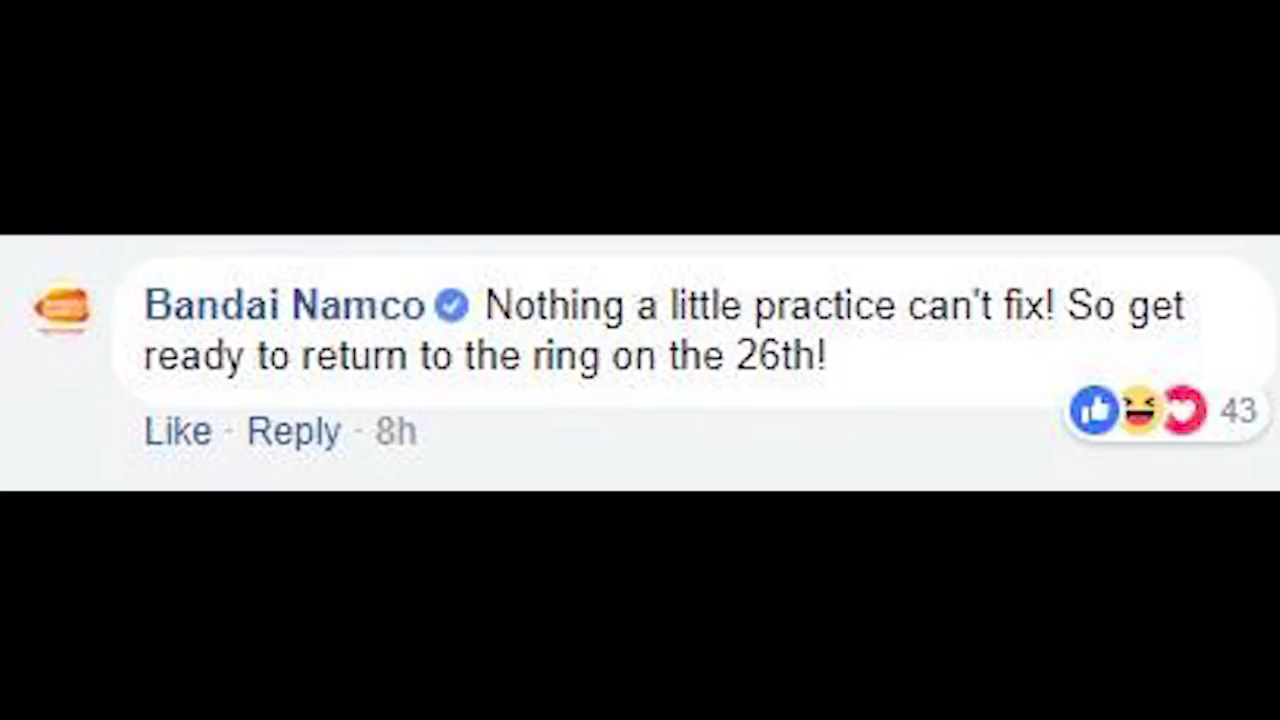 Bandai Namco Nothing a little practice can't fix! So get
ready to return to the ring on the 26th!
Like · Reply · 8h
43